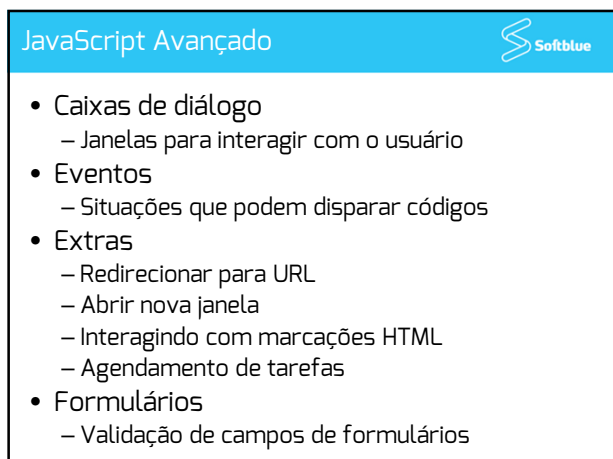 JavaScript Avançado
Softblue
• Caixas de diálogo
– Janelas para interagir com o usuário
• Eventos
– Situações que podem disparar códigos
• Extras
– Redirecionar para URL
– Abrir nova janela
– Interagindo com marcações HTML
– Agendamento de tarefas
• Formulários
– Validação de campos de formulários